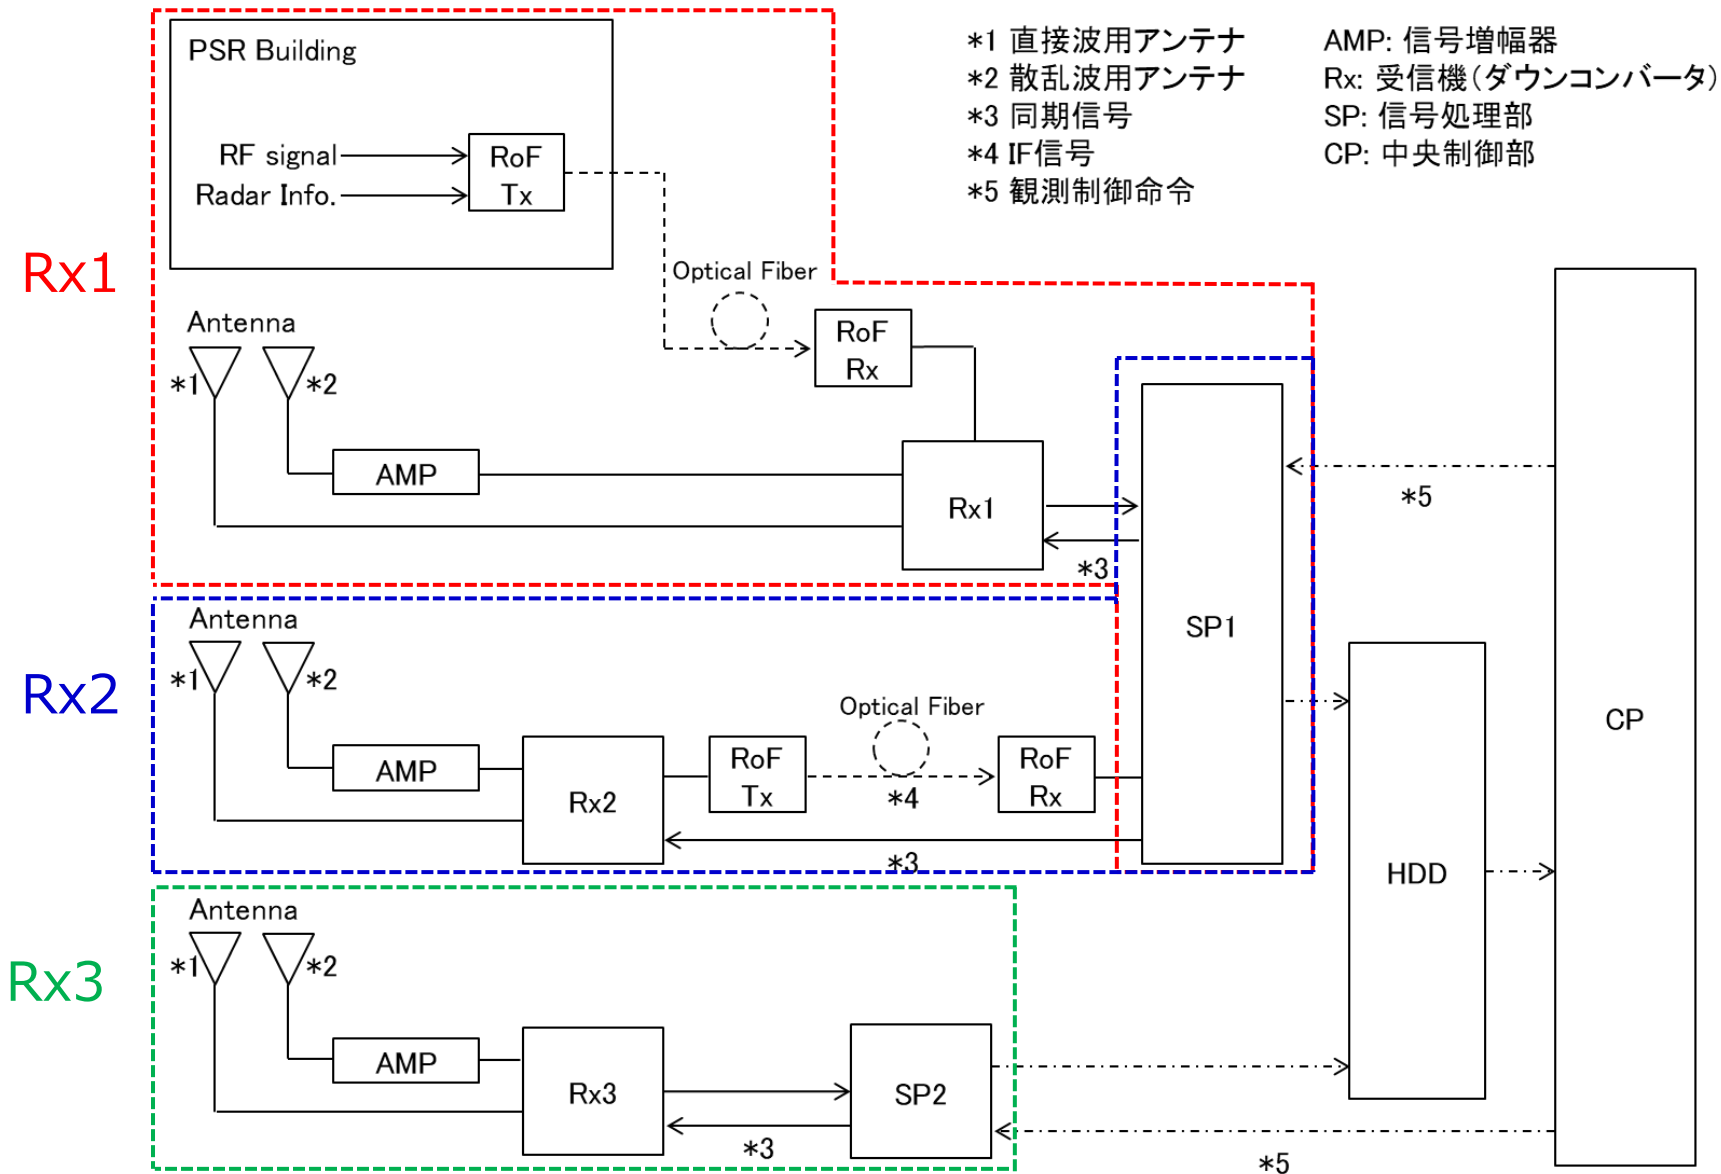 PSR Building
RF signal
Radar Info.
RoF
Tx
*1 直接波用アンテナ
*2 散乱波用アンテナ
*3 同期信号
*4 IF信号
*5 観測制御命令
AMP: 信号増幅器
Rx: 受信機(ダウンコンバータ)
SP: 信号処理部
CP: 中央制御部
Rx1
Optical Fiber
RoF
Rx
Antenna
*1
*2
AMP
Rx1
*3
SP1
*5
Rx2
Antenna
*1
*2
AMP
Rx2
RoF
Tx
Optical Fiber
*4
RoF
Rx
*3
HDD
CP
Rx3
Antenna
*1
*2
AMP
Rx3
*3
SP2
*5